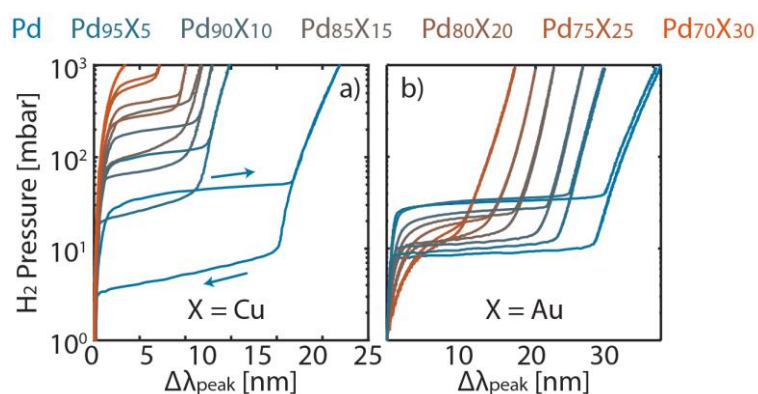 Pd Pd95X5 Pd90X10 Pd85X15 Pd80X20 Pd75X25 Pd70X30
H2 Pressure [mbar]
10³
10²
10¹
10⁰
a)
X = Cu
0 5 10 15 20 25
Δλpeak [nm]
b)
X = Au
10 20 30
Δλpeak [nm]